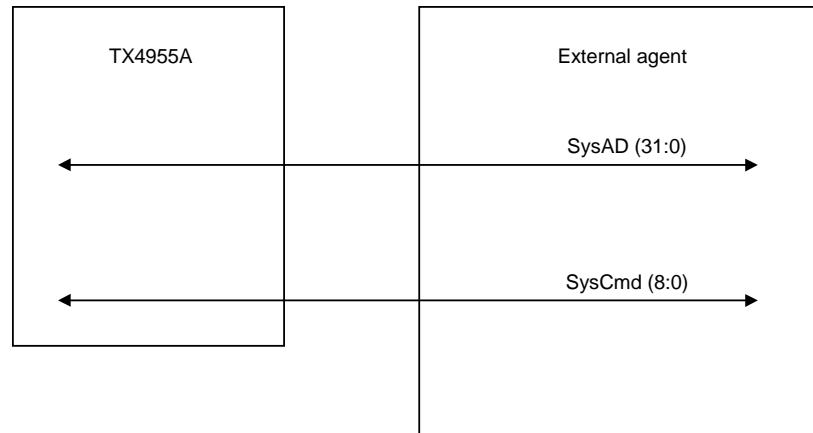 TX4955A
External agent
SysAD (31:0)
SysCmd (8:0)